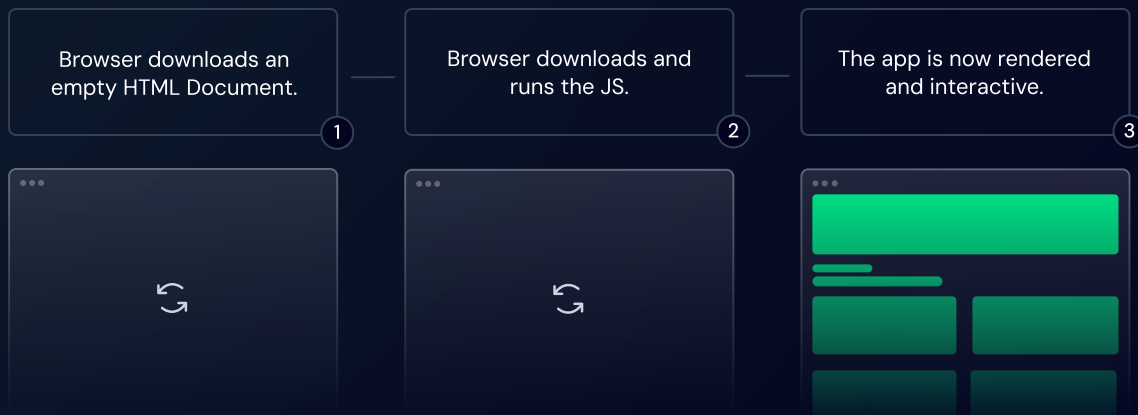 Browser downloads an
empty HTML Document.
1
Browser downloads and
runs the JS.
2
The app is now rendered
and interactive.
3